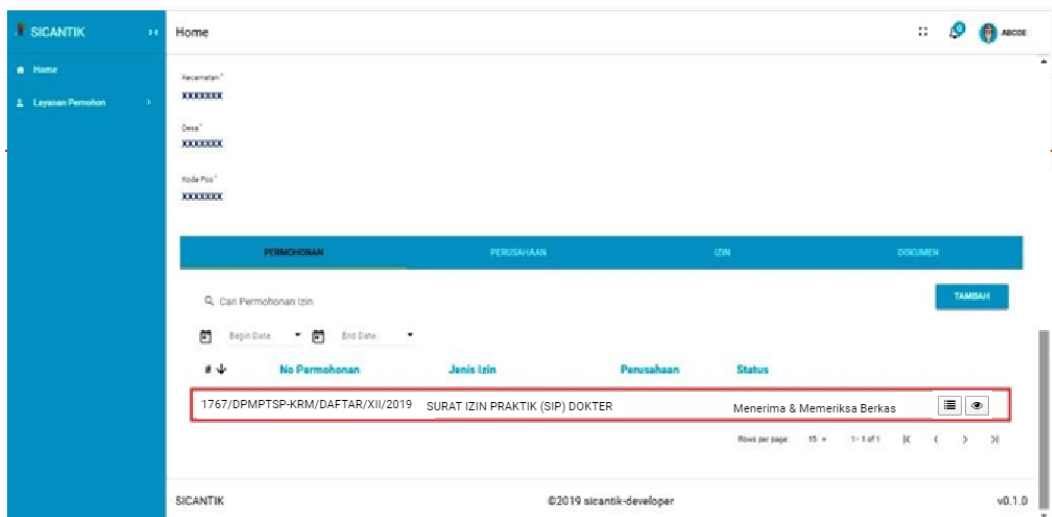 SICANTIK
Home
ABCDE
Home
Layanan Pemohon
Kecamatan *
XXXXXXX
Desa *
XXXXXXX
Kode Pos *
XXXXXXX
PERMOHONAN PERUSAHAAN IZIN DOKUMEN
Cari Permohonan Izin
TAMBAH
Begin Date End Date
# No Permohonan Jenis Izin Perusahaan Status
1767/DPMPTSP-KRM/DAFTAR/XII/2019 SURAT IZIN PRAKTIK (SIP) DOKTER Menerima & Memeriksa Berkas
Rows per page: 15 1-1 of 1
SICANTIK ©2019 sicantik-developer v0.1.0